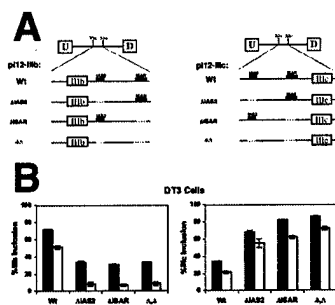 A
U D
U D
pI12-IIIb:
pI12-IIIc:
Wt IIIb
Wt IIIc
ΔIAS2 IIIb
ΔIAS2 IIIc
ΔISAR IIIb
ΔISAR IIIc
Δ,Δ IIIb
Δ,Δ IIIc
B
DT3 Cells
%IIIb Inclusion
80
60
40
20
0
Wt ΔIAS2 ΔISAR Δ,Δ
%IIIc Inclusion
100
80
60
40
20
0
Wt ΔIAS2 ΔISAR Δ,Δ